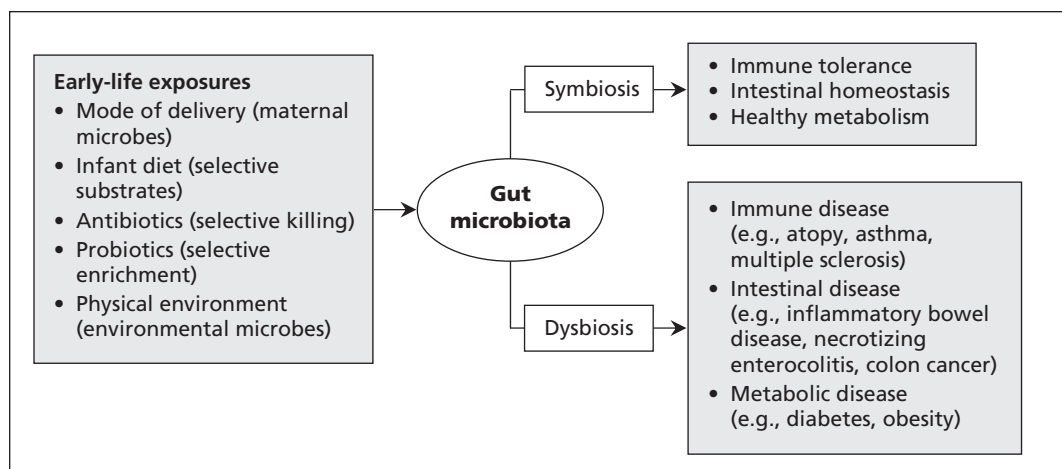 Early-life exposures
• Mode of delivery (maternal
microbes)
• Infant diet (selective
substrates)
• Antibiotics (selective killing)
• Probiotics (selective
enrichment)
• Physical environment
(environmental microbes)
Gut
microbiota
Symbiosis
• Immune tolerance
• Intestinal homeostasis
• Healthy metabolism
Dysbiosis
• Immune disease
(e.g., atopy, asthma,
multiple sclerosis)
• Intestinal disease
(e.g., inflammatory bowel
disease, necrotizing
enterocolitis, colon cancer)
• Metabolic disease
(e.g., diabetes, obesity)